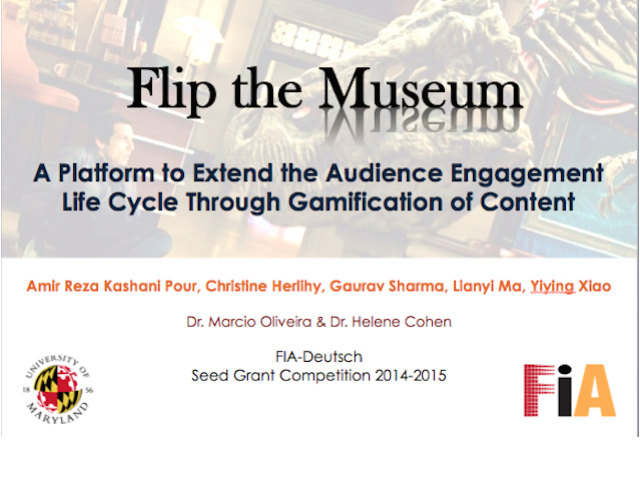 Flip the Museum
A Platform to Extend the Audience Engagement
Life Cycle Through Gamification of Content
Amir Reza Kashani Pour, Christine Herlihy, Gaurav Sharma, Lianyi Ma, Yiying Xiao
Dr. Marcio Oliveira & Dr. Helene Cohen
FIA-Deutsch
Seed Grant Competition 2014-2015
UNIVERSITY OF
18 56
MARYLAND
FiA